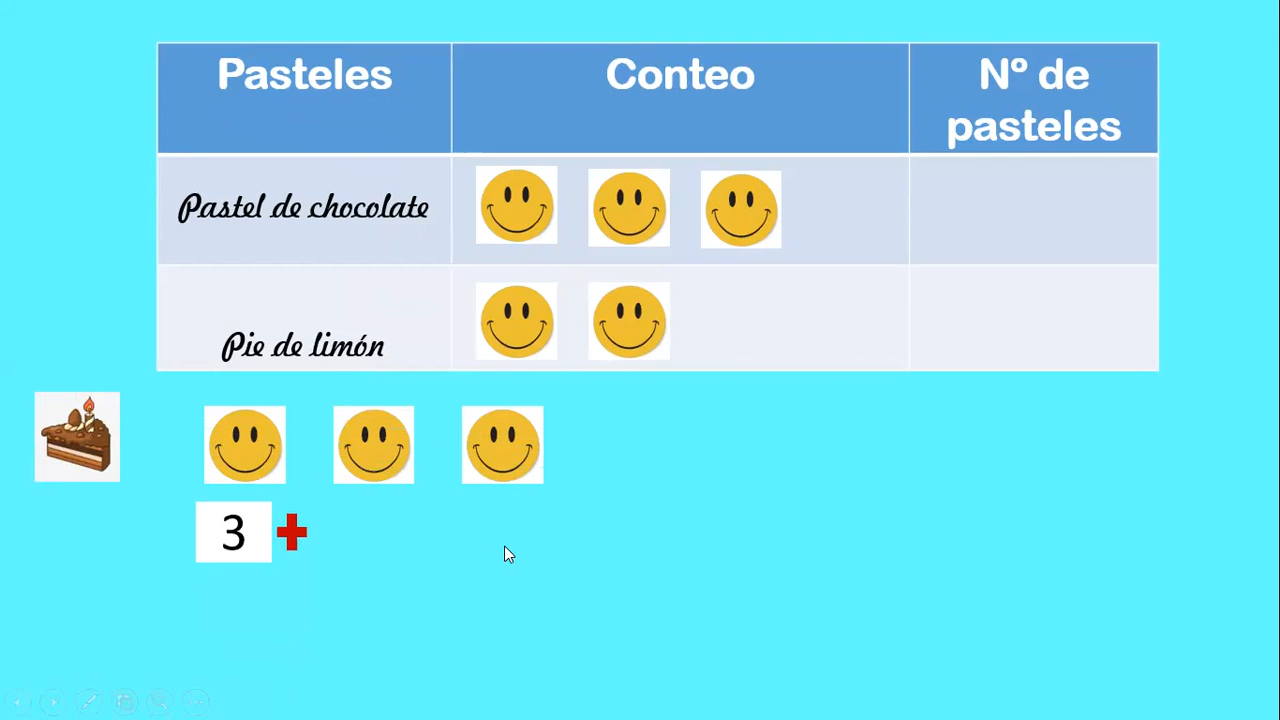 Pasteles
Conteo
Nº de
pasteles
Pastel de chocolate
Pie de limón
3 +